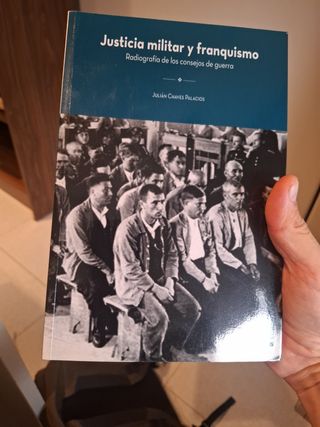 Justicia militar y franquismo
Radiografía de los consejos de guerra
Julián Chaves Palacios